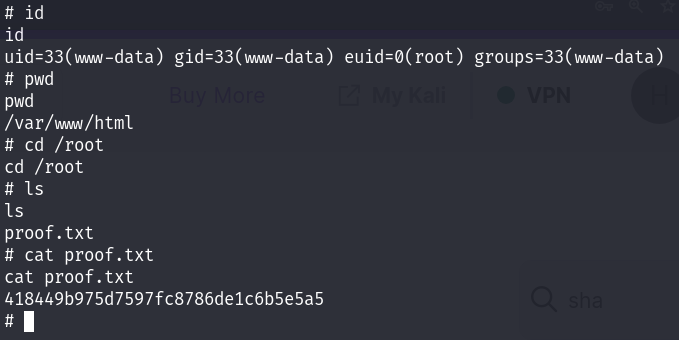 # id
id
uid=33(www-data) gid=33(www-data) euid=0(root) groups=33(www-data)
# pwd
pwd
Buy More My Kali VPN Hi
/var/www/html
# cd /root
cd /root
# ls
ls
proof.txt
# cat proof.txt
cat proof.txt
418449b975d7597fc8786de1c6b5e5a5
sha
#